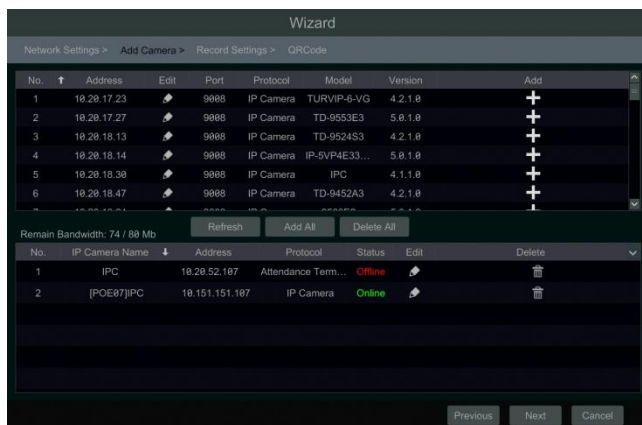 Wizard
Network Settings > Add Camera > Record Settings > QRCode
No. ↑ Address Edit Port Protocol Model Version Add
1 10.20.17.23 9008 IP Camera TURVIP-6-VG 4.2.1.0
2 10.20.17.27 9008 IP Camera TD-9553E3 5.0.1.0
3 10.20.18.13 9008 IP Camera TD-9524S3 4.2.1.0
4 10.20.18.14 9008 IP Camera IP-5VP4E33... 5.0.1.0
5 10.20.18.30 9008 IP Camera IPC 4.1.1.0
6 10.20.18.47 9008 IP Camera TD-9452A3 4.2.1.0
Remain Bandwidth: 74 / 80 Mb Refresh Add All Delete All
No. IP Camera Name ↓ Address Protocol Status Edit Delete
1 IPC 10.20.52.107 Attendance Term... Offline
2 [POE07]IPC 10.151.151.107 IP Camera Online
Previous Next Cancel